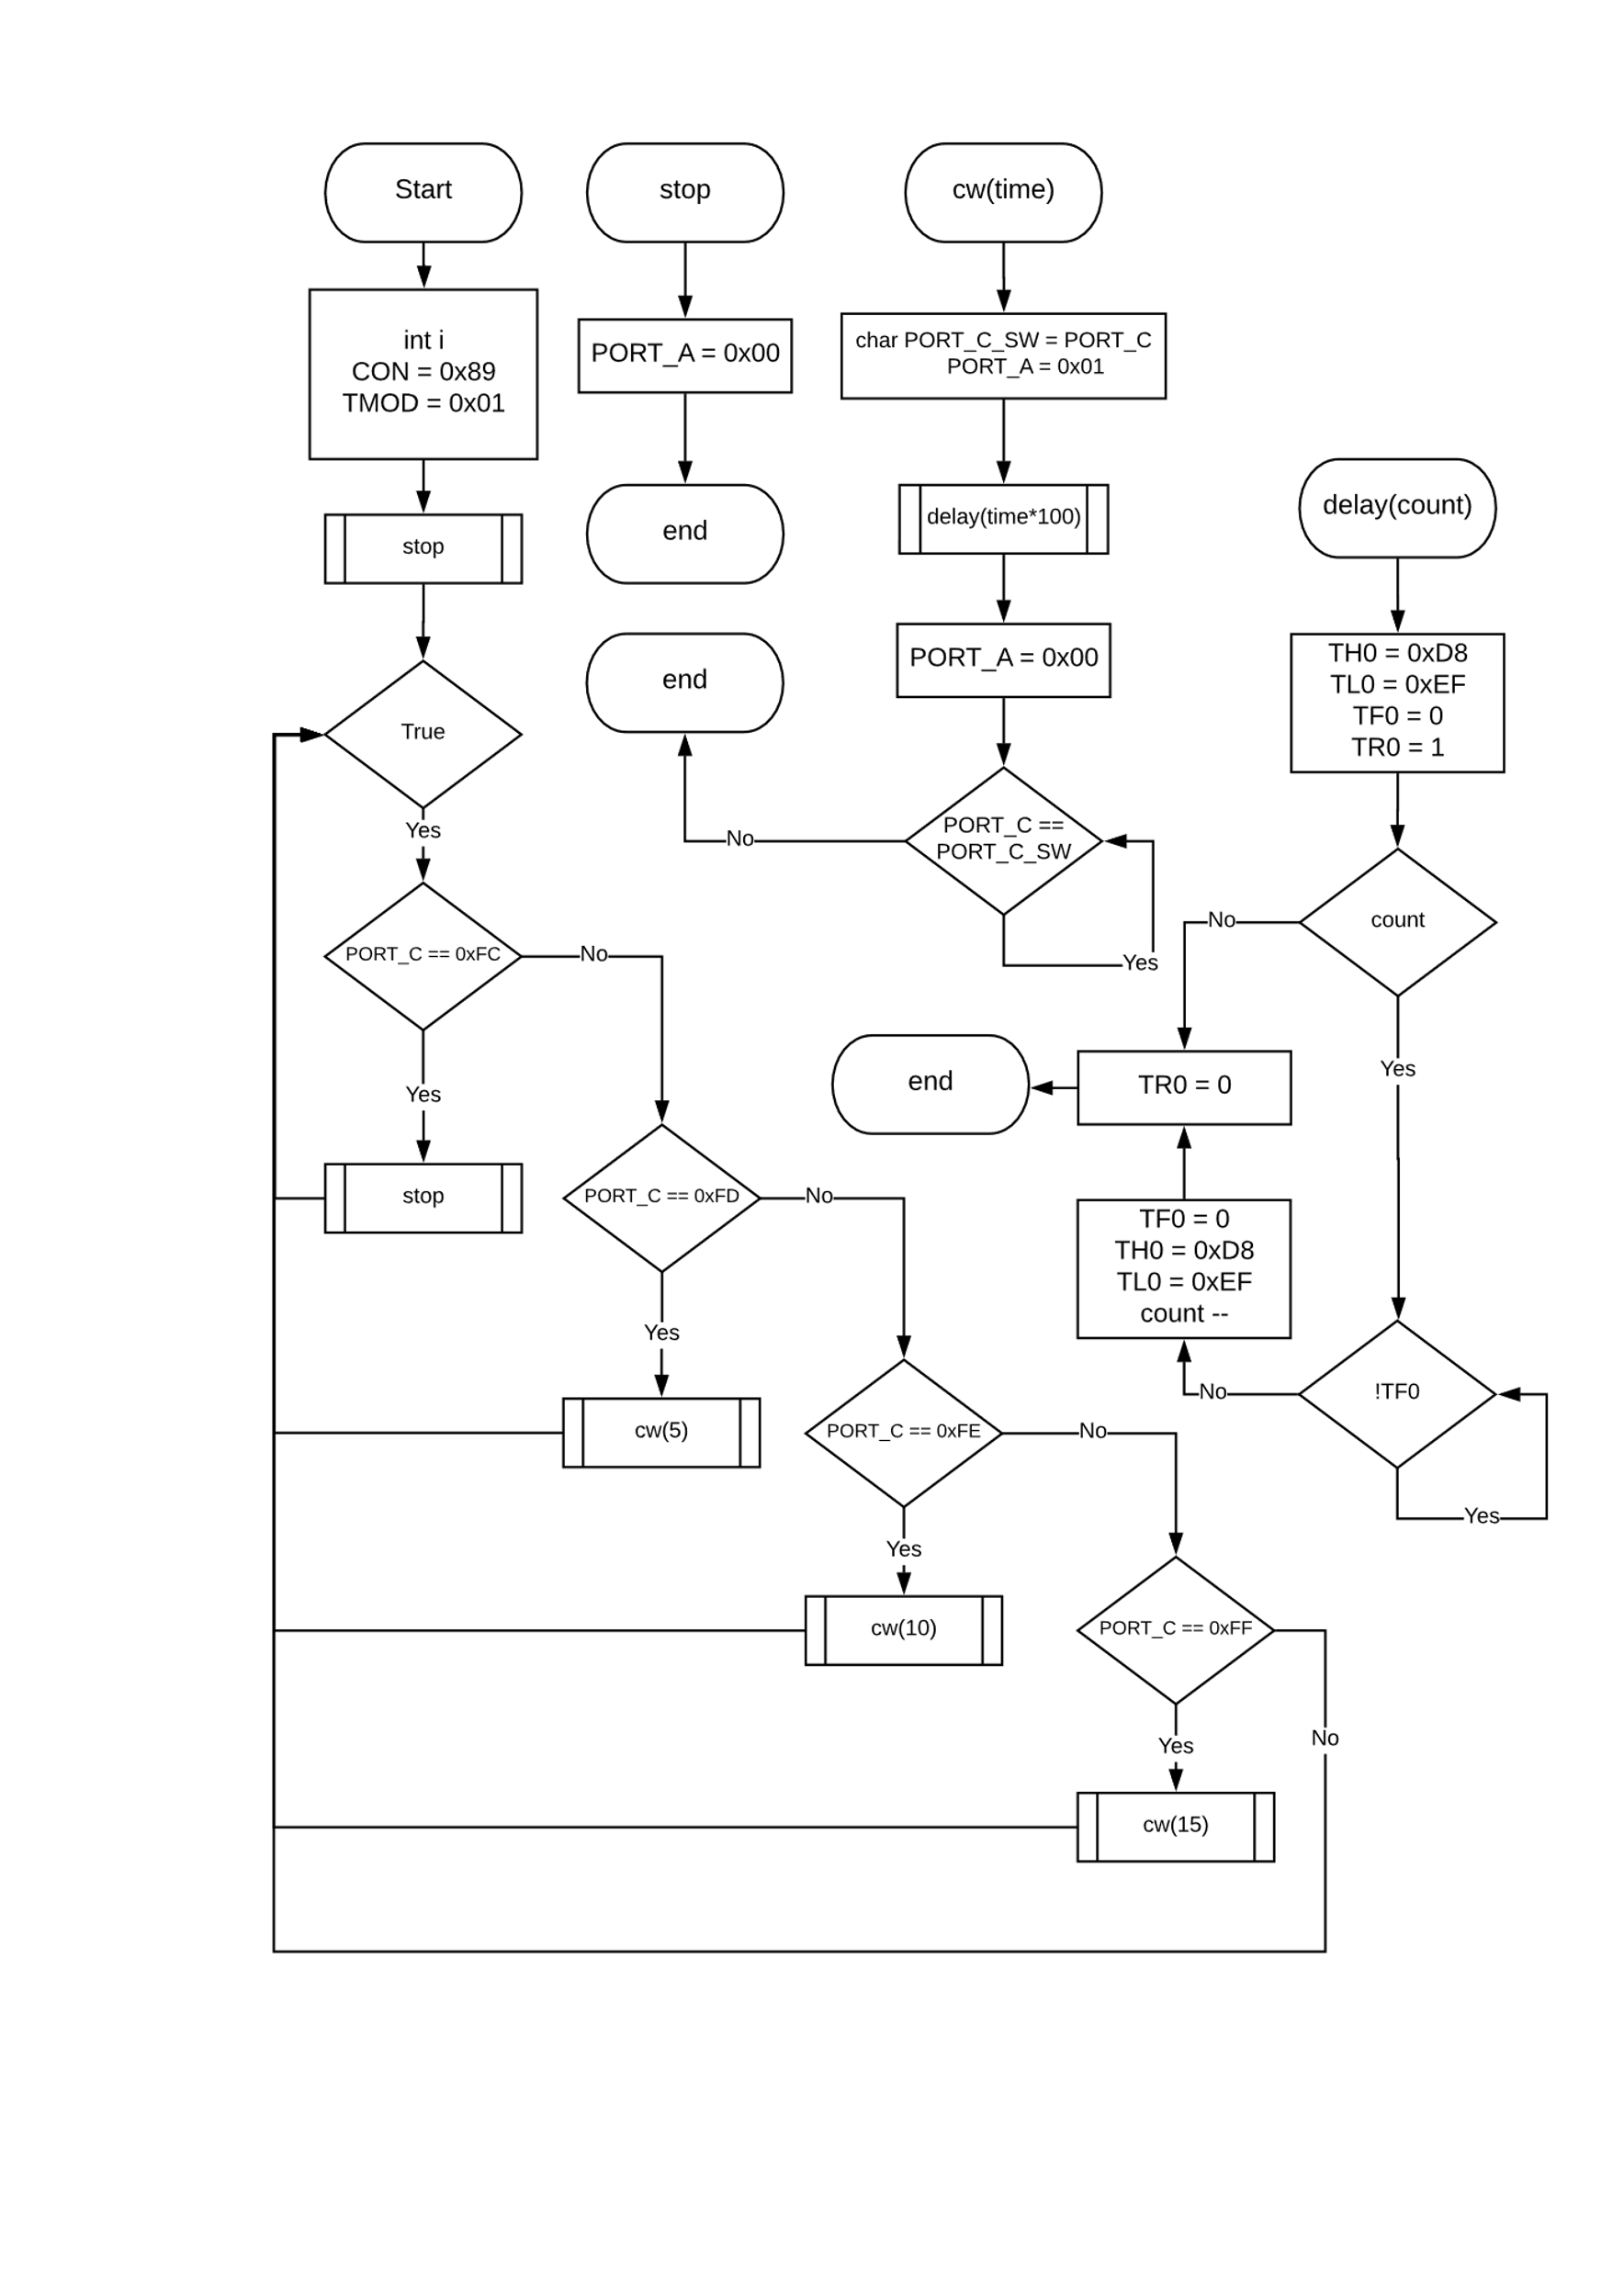 Start
int i
CON = 0x89
TMOD = 0x01
stop
True
Yes
PORT_C == 0xFC
No
Yes
stop
PORT_C == 0xFD
No
Yes
cw(5)
PORT_C == 0xFE
No
Yes
cw(10)
PORT_C == 0xFF
No
Yes
cw(15)
stop
PORT_A = 0x00
end
cw(time)
char PORT_C_SW = PORT_C
PORT_A = 0x01
delay(time*100)
PORT_A = 0x00
PORT_C ==
PORT_C_SW
Yes
No
end
delay(count)
TH0 = 0xD8
TL0 = 0xEF
TF0 = 0
TR0 = 1
count
No
Yes
!TF0
Yes
No
TF0 = 0
TH0 = 0xD8
TL0 = 0xEF
count --
TR0 = 0
end